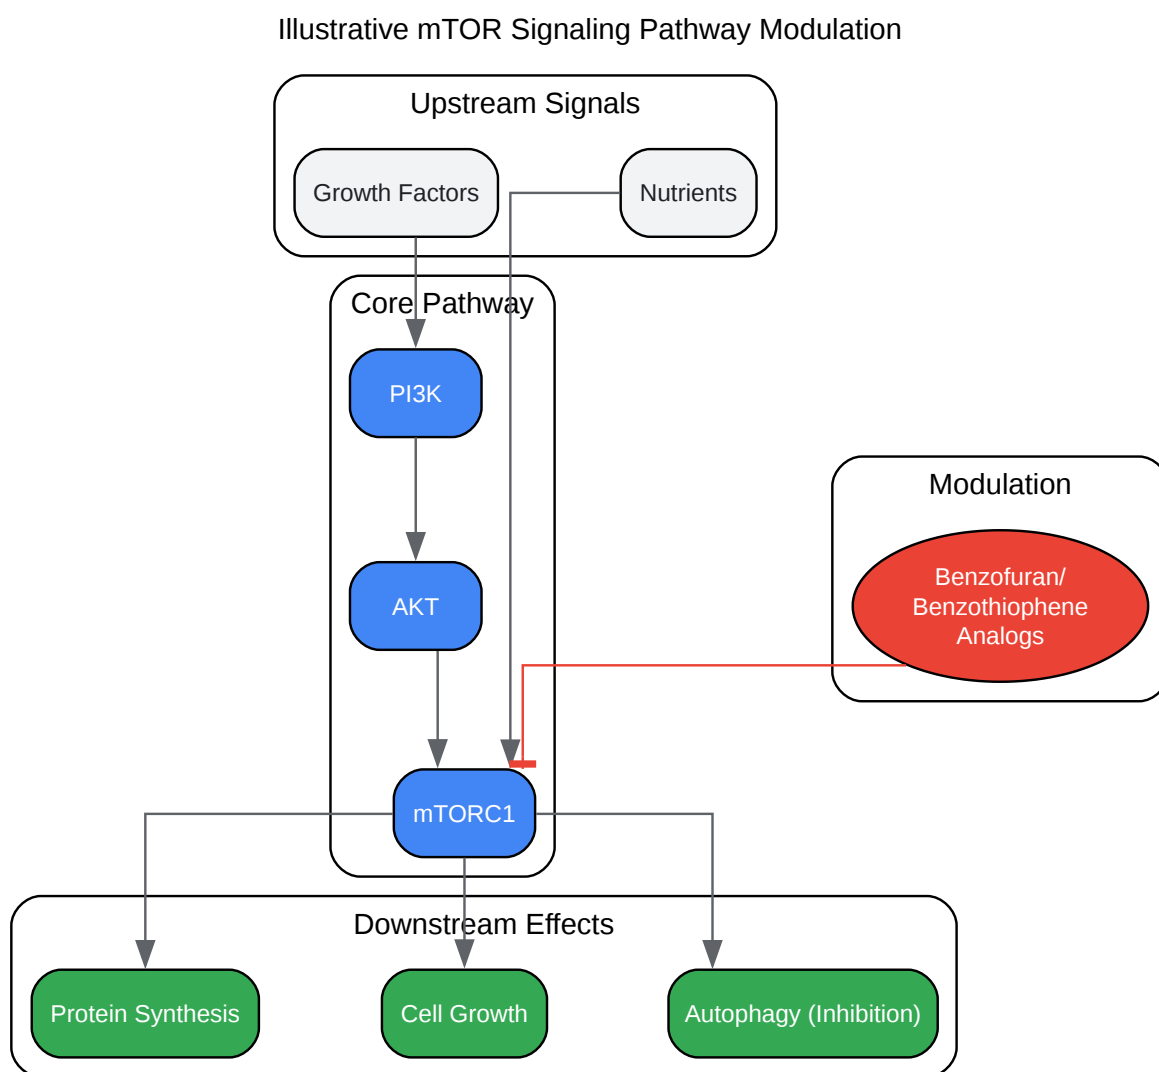 Illustrative mTOR Signaling Pathway Modulation
Upstream Signals
Growth Factors
Nutrients
Core Pathway
PI3K
Modulation
Benzofuran/
Benzothiophene
Analogs
AKT
mTORC1
Downstream Effects
Protein Synthesis
Cell Growth
Autophagy (Inhibition)